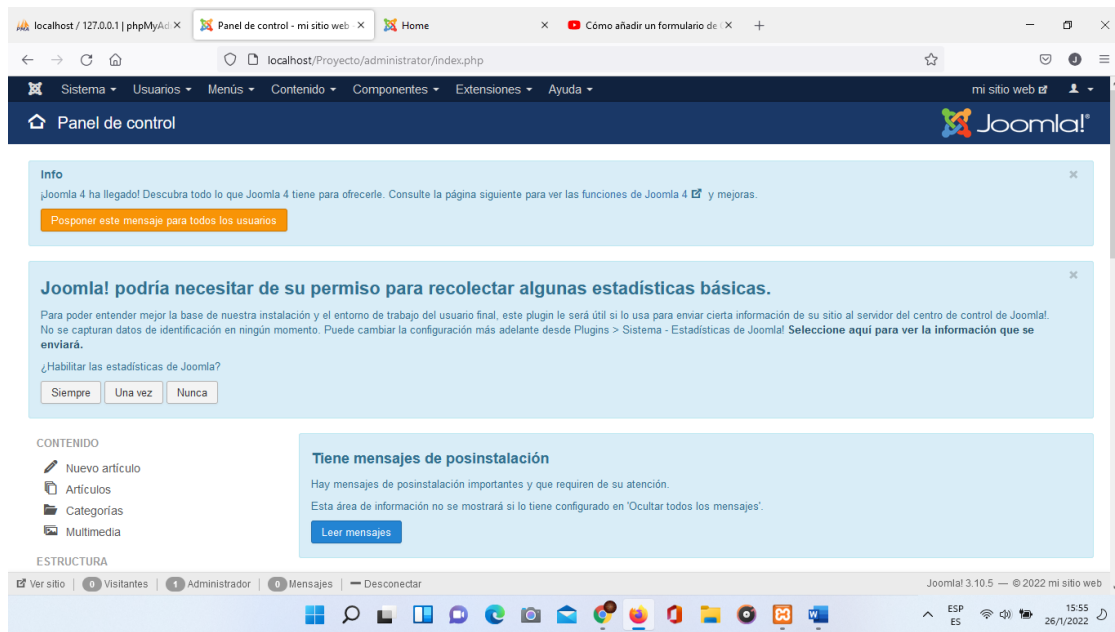 localhost / 127.0.0.1 | phpMyAd
Panel de control - mi sitio web
Home
Cómo añadir un formulario de
localhost/Proyecto/administrator/index.php
Sistema Usuarios Menús Contenido Componentes Extensiones Ayuda mi sitio web
Panel de control
Joomla!®
Info
¡Joomla 4 ha llegado! Descubra todo lo que Joomla 4 tiene para ofrecerle. Consulte la página siguiente para ver las funciones de Joomla 4 y mejoras.
Posponer este mensaje para todos los usuarios
Joomla! podría necesitar de su permiso para recolectar algunas estadísticas básicas.
Para poder entender mejor la base de nuestra instalación y el entorno de trabajo del usuario final, este plugin le será útil si lo usa para enviar cierta información de su sitio al servidor del centro de control de Joomla!.
No se capturan datos de identificación en ningún momento. Puede cambiar la configuración más adelante desde Plugins > Sistema - Estadísticas de Joomla! Seleccione aquí para ver la información que se
enviará.
¿Habilitar las estadísticas de Joomla?
Siempre Una vez Nunca
CONTENIDO
Nuevo artículo
Artículos
Categorías
Multimedia
ESTRUCTURA
Tiene mensajes de posinstalación
Hay mensajes de posinstalación importantes y que requiren de su atención.
Esta área de información no se mostrará si lo tiene configurado en 'Ocultar todos los mensajes'.
Leer mensajes
Ver sitio | 0 Visitantes | 1 Administrador | 0 Mensajes | Desconectar
Joomla! 3.10.5 — © 2022 mi sitio web
ESP
ES
15:55
26/1/2022